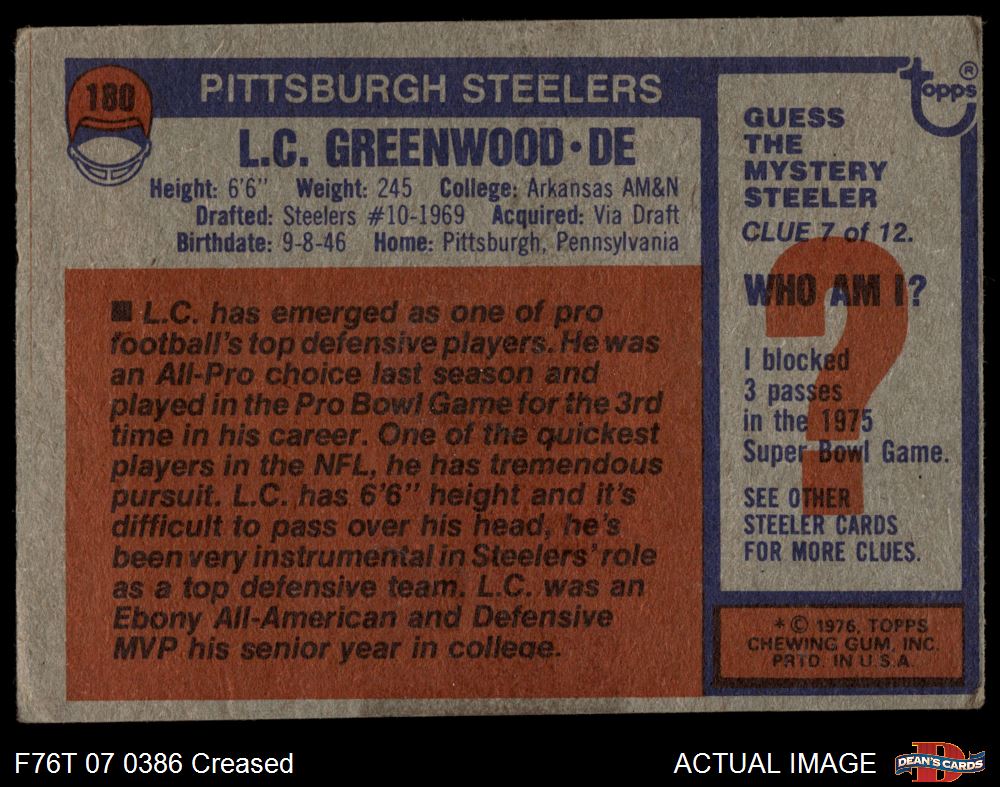 180
PITTSBURGH STEELERS
topps®
L.C. GREENWOOD • DE
Height: 6'6" Weight: 245 College: Arkansas AM&N
Drafted: Steelers #10-1969 Acquired: Via Draft
Birthdate: 9-8-46 Home: Pittsburgh, Pennsylvania
■ L.C. has emerged as one of pro
football's top defensive players. He was
an All-Pro choice last season and
played in the Pro Bowl Game for the 3rd
time in his career. One of the quickest
players in the NFL, he has tremendous
pursuit. L.C. has 6'6" height and it's
difficult to pass over his head, he's
been very instrumental in Steelers' role
as a top defensive team. L.C. was an
Ebony All-American and Defensive
MVP his senior year in college.
GUESS
THE
MYSTERY
STEELER
CLUE 7 of 12.
WHO AM I?
I blocked
3 passes
in the 1975
Super Bowl Game.
SEE OTHER
STEELER CARDS
FOR MORE CLUES.
* © 1976, TOPPS
CHEWING GUM, INC.
PRTD. IN U.S.A.
F76T 07 0386 Creased
ACTUAL IMAGE
D
DEAN'S CARDS